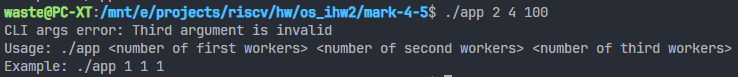 waste@PC-XT:/mnt/e/projects/riscv/hw/os_ihw2/mark-4-5$ ./app 2 4 100
CLI args error: Third argument is invalid
Usage: ./app <number of first workers> <number of second workers> <number of third workers>
Example: ./app 1 1 1